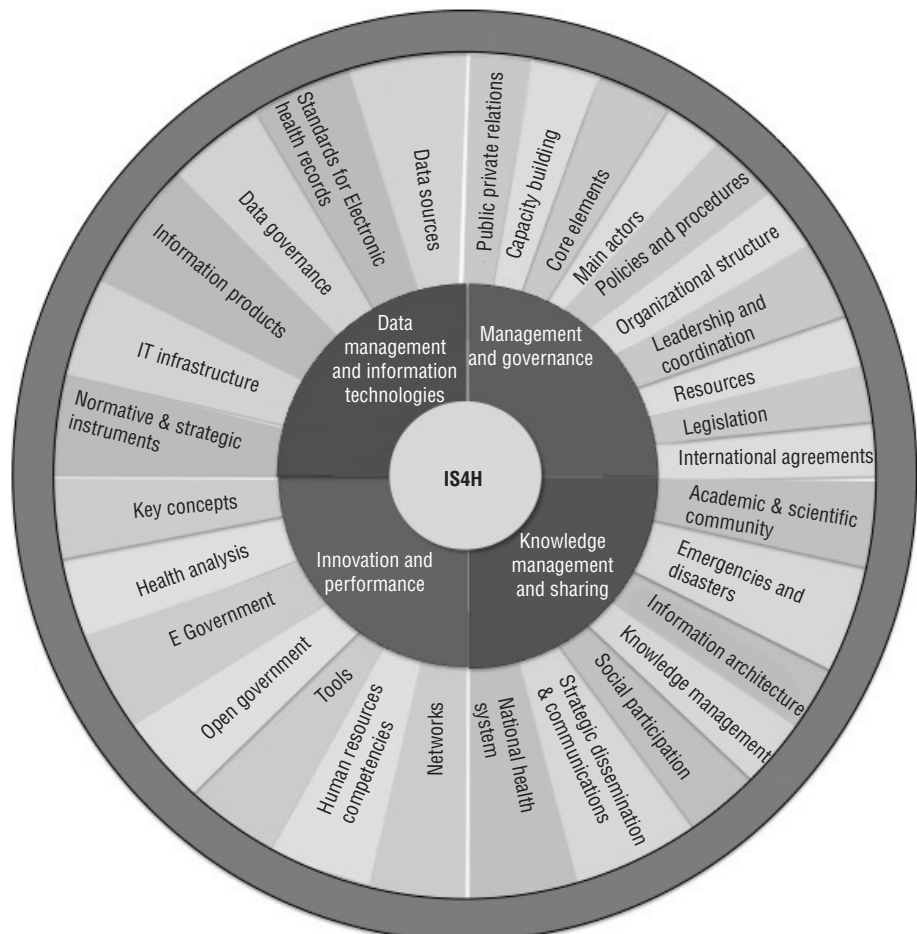 IS4H
Data
management
and information
technologies
Management
and governance
Knowledge
management
and sharing
Innovation and
performance
Public private relations
Capacity building
Core elements
Main actors
Policies and procedures
Organizational structure
Leadership and
coordination
Resources
Legislation
International agreements
Academic & scientific
community
Emergencies and
disasters
Information architecture
Knowledge management
Social participation
Strategic dissemination
& communications
National health
system
Networks
Human resources
competencies
Tools
Open government
E Government
Health analysis
Key concepts
Normative & strategic
instruments
IT infrastructure
Information products
Data governance
Standards for Electronic
health records
Data sources